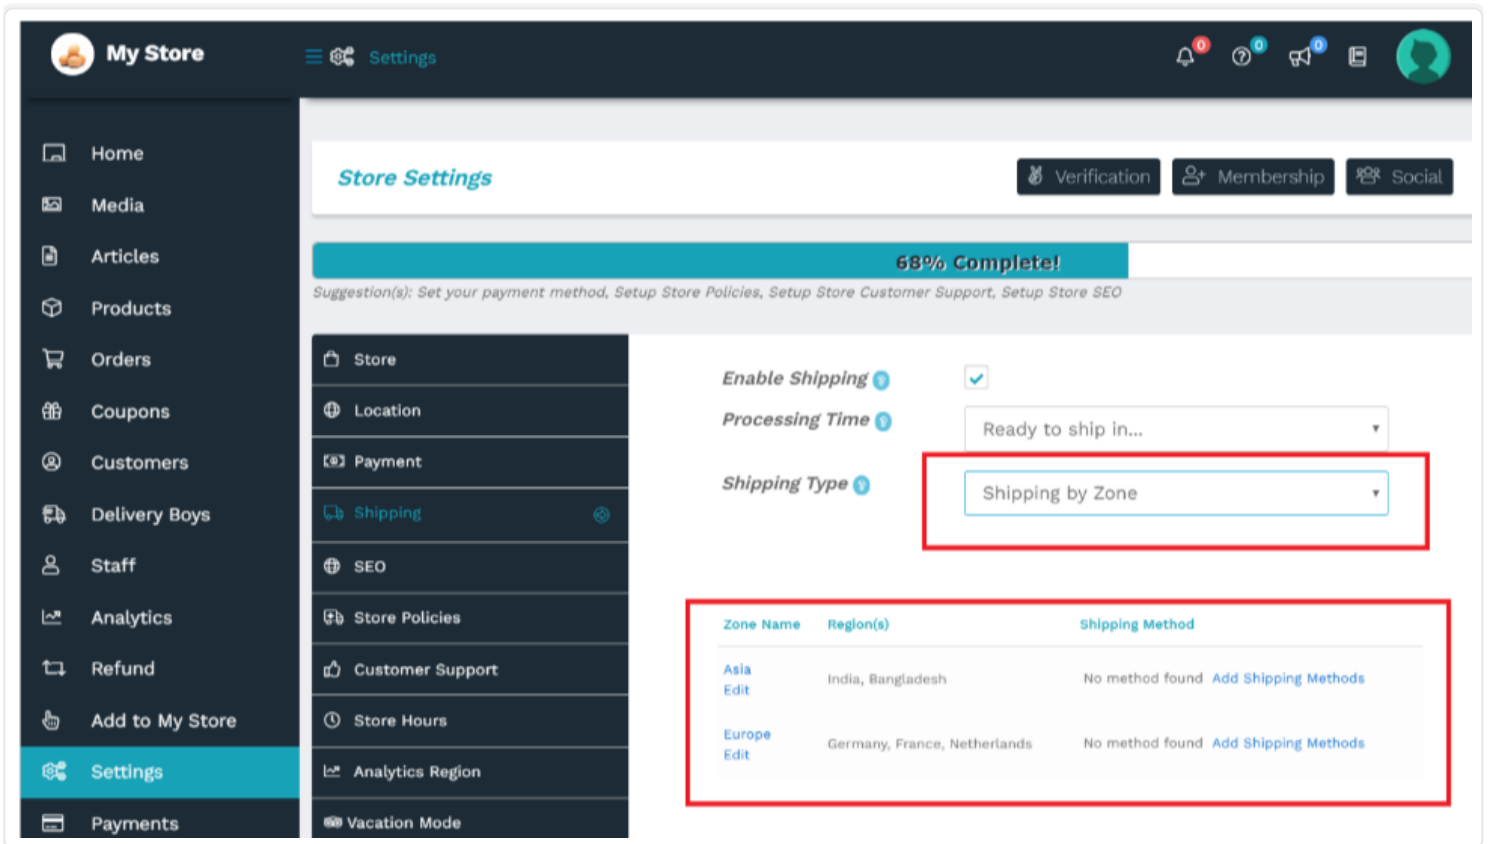 My Store
Settings
0
0
0
Home
Media
Articles
Products
Orders
Coupons
Customers
Delivery Boys
Staff
Analytics
Refund
Add to My Store
Settings
Payments
Store Settings
Verification
Membership
Social
68% Complete!
Suggestion(s): Set your payment method, Setup Store Policies, Setup Store Customer Support, Setup Store SEO
Store
Location
Payment
Shipping
SEO
Store Policies
Customer Support
Store Hours
Analytics Region
Vacation Mode
Enable Shipping
Processing Time
Ready to ship in...
Shipping Type
Shipping by Zone
Zone Name Region(s) Shipping Method
Asia
Edit
India, Bangladesh
No method found Add Shipping Methods
Europe
Edit
Germany, France, Netherlands
No method found Add Shipping Methods